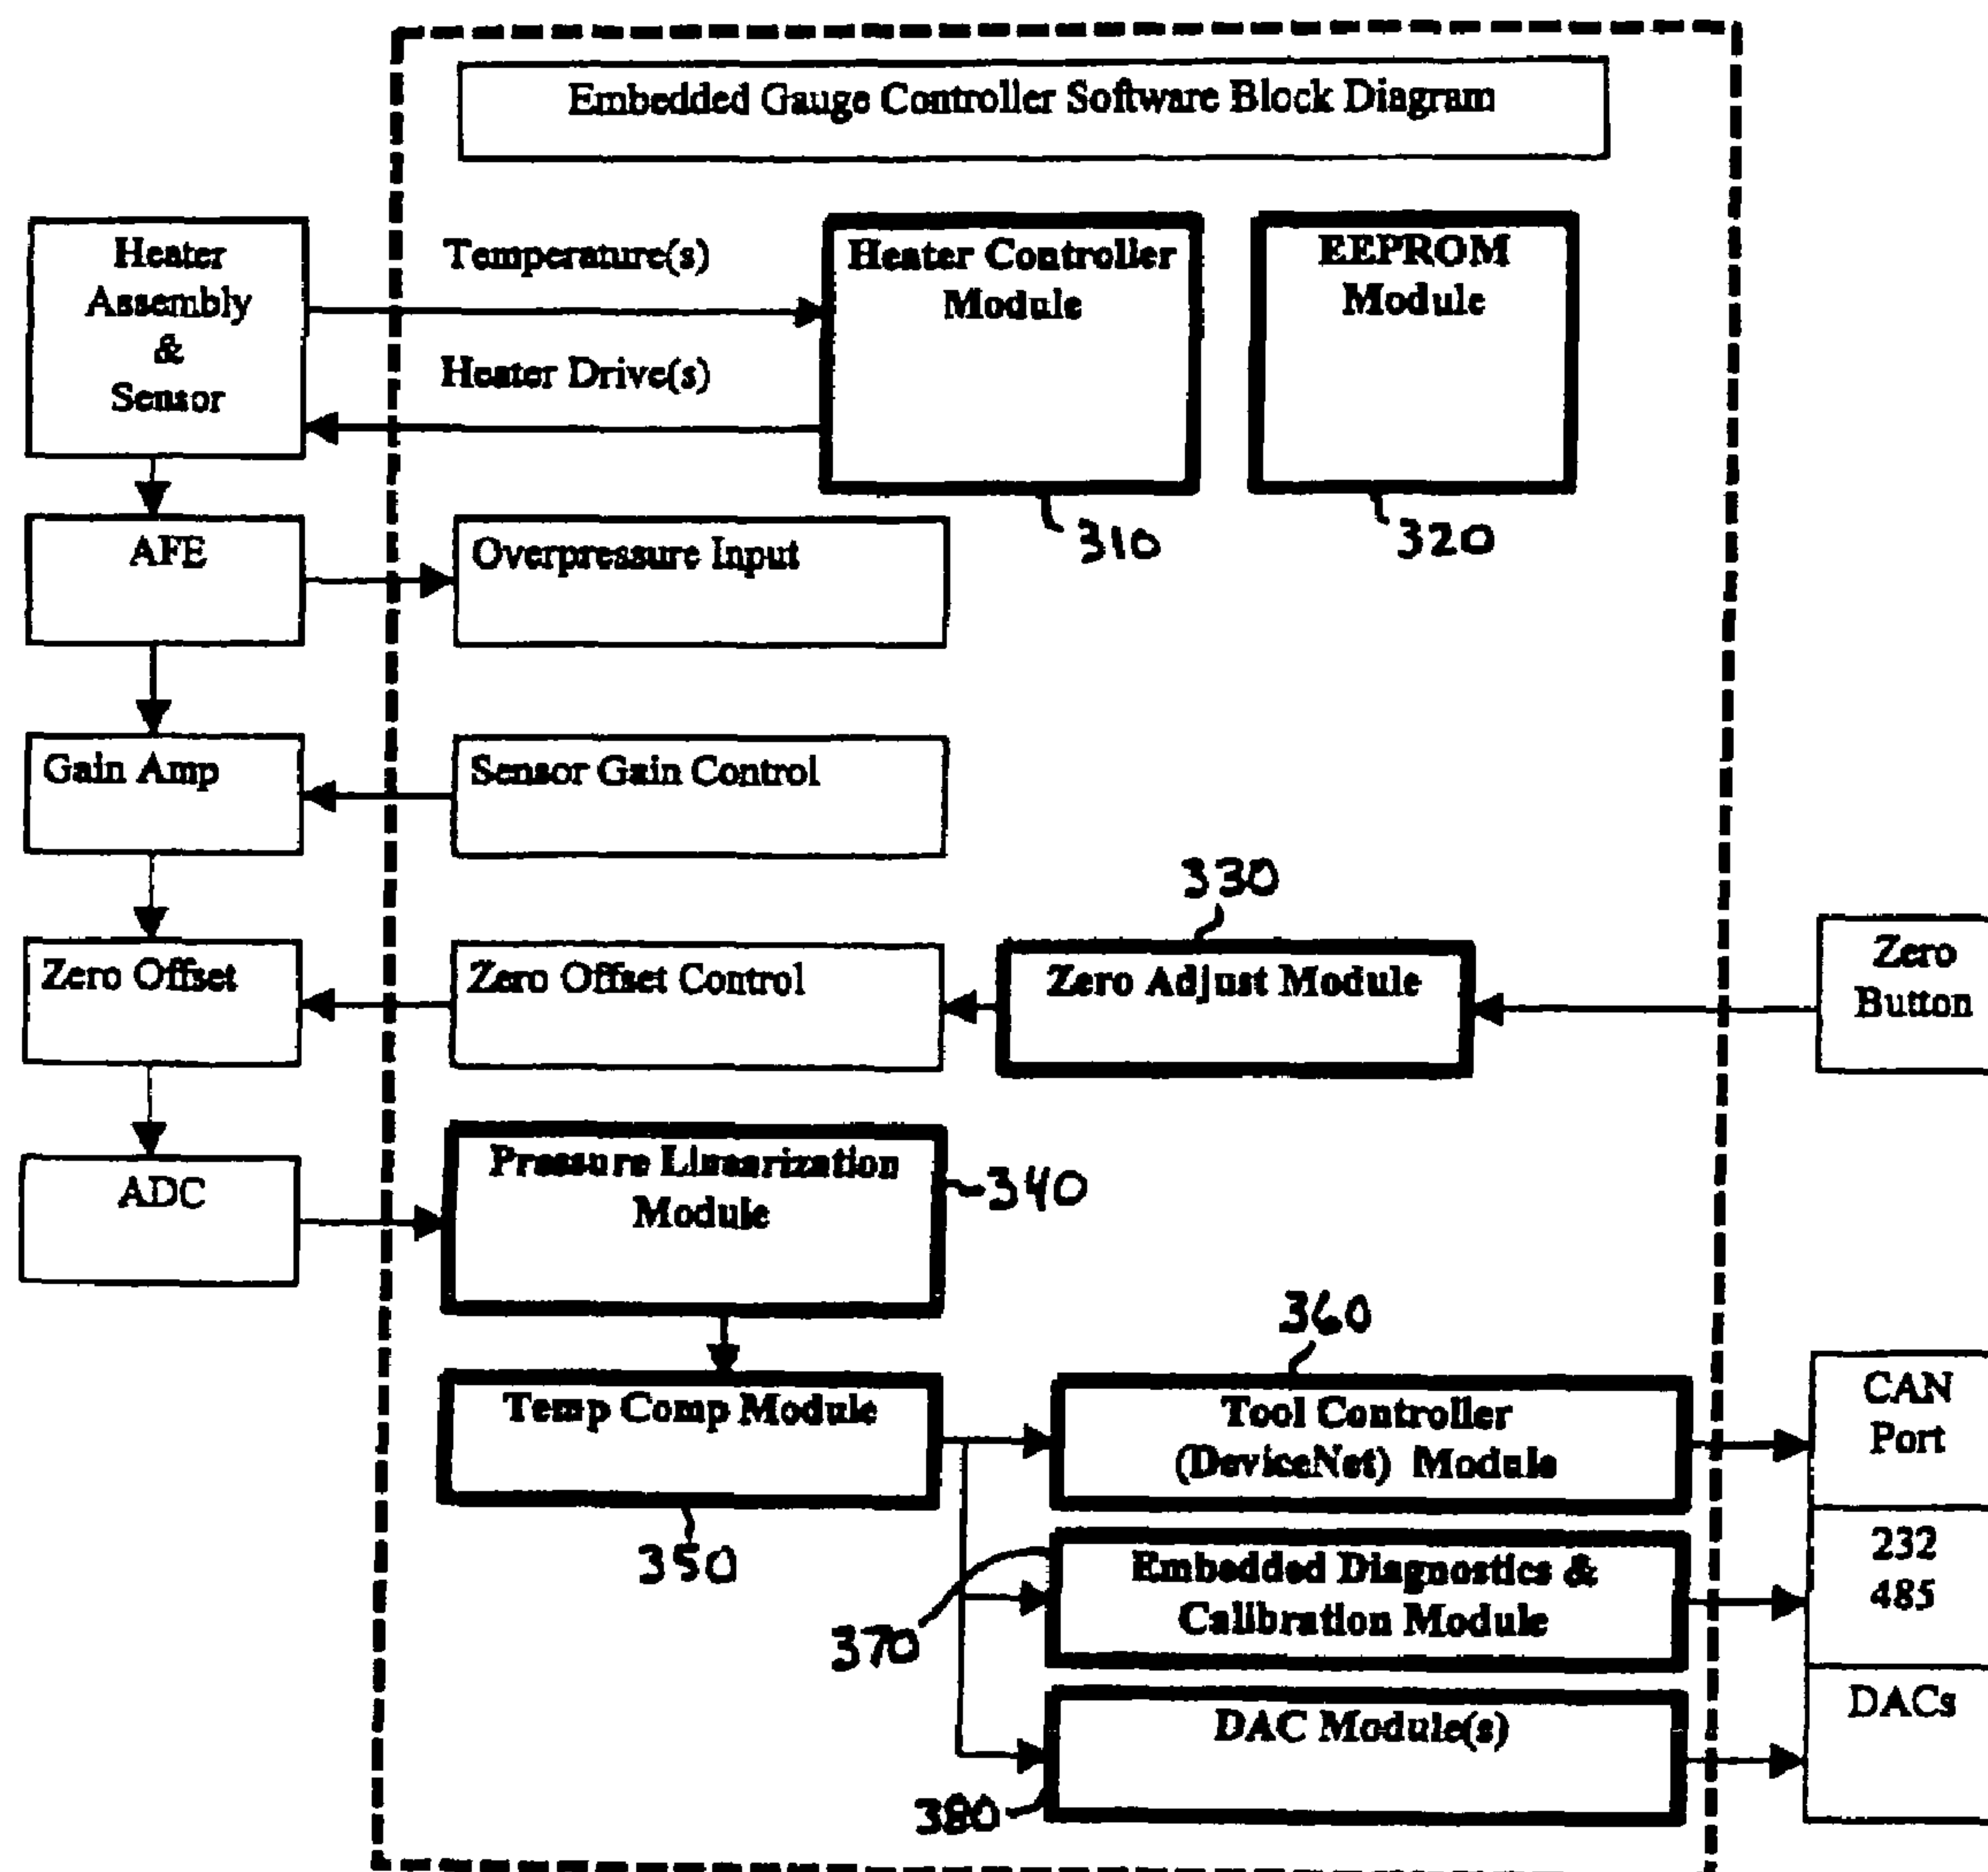 Embedded Gauge Controller Software Block Diagram
Heater
Assembly
&
Sensor
Temperature(s)
Heater Drive(s)
Heater Controller
Module
310
EEPROM
Module
320
AFE
Overpressure Input
Gain Amp
Sensor Gain Control
330
Zero Offset
Zero Offset Control
Zero Adjust Module
Zero
Button
ADC
Pressure Linearization
Module
340
360
Temp Comp Module
350
Tool Controller
(DeviceNet) Module
CAN
Port
370
Embedded Diagnostics &
Calibration Module
232
485
380
DAC Module(s)
DACs